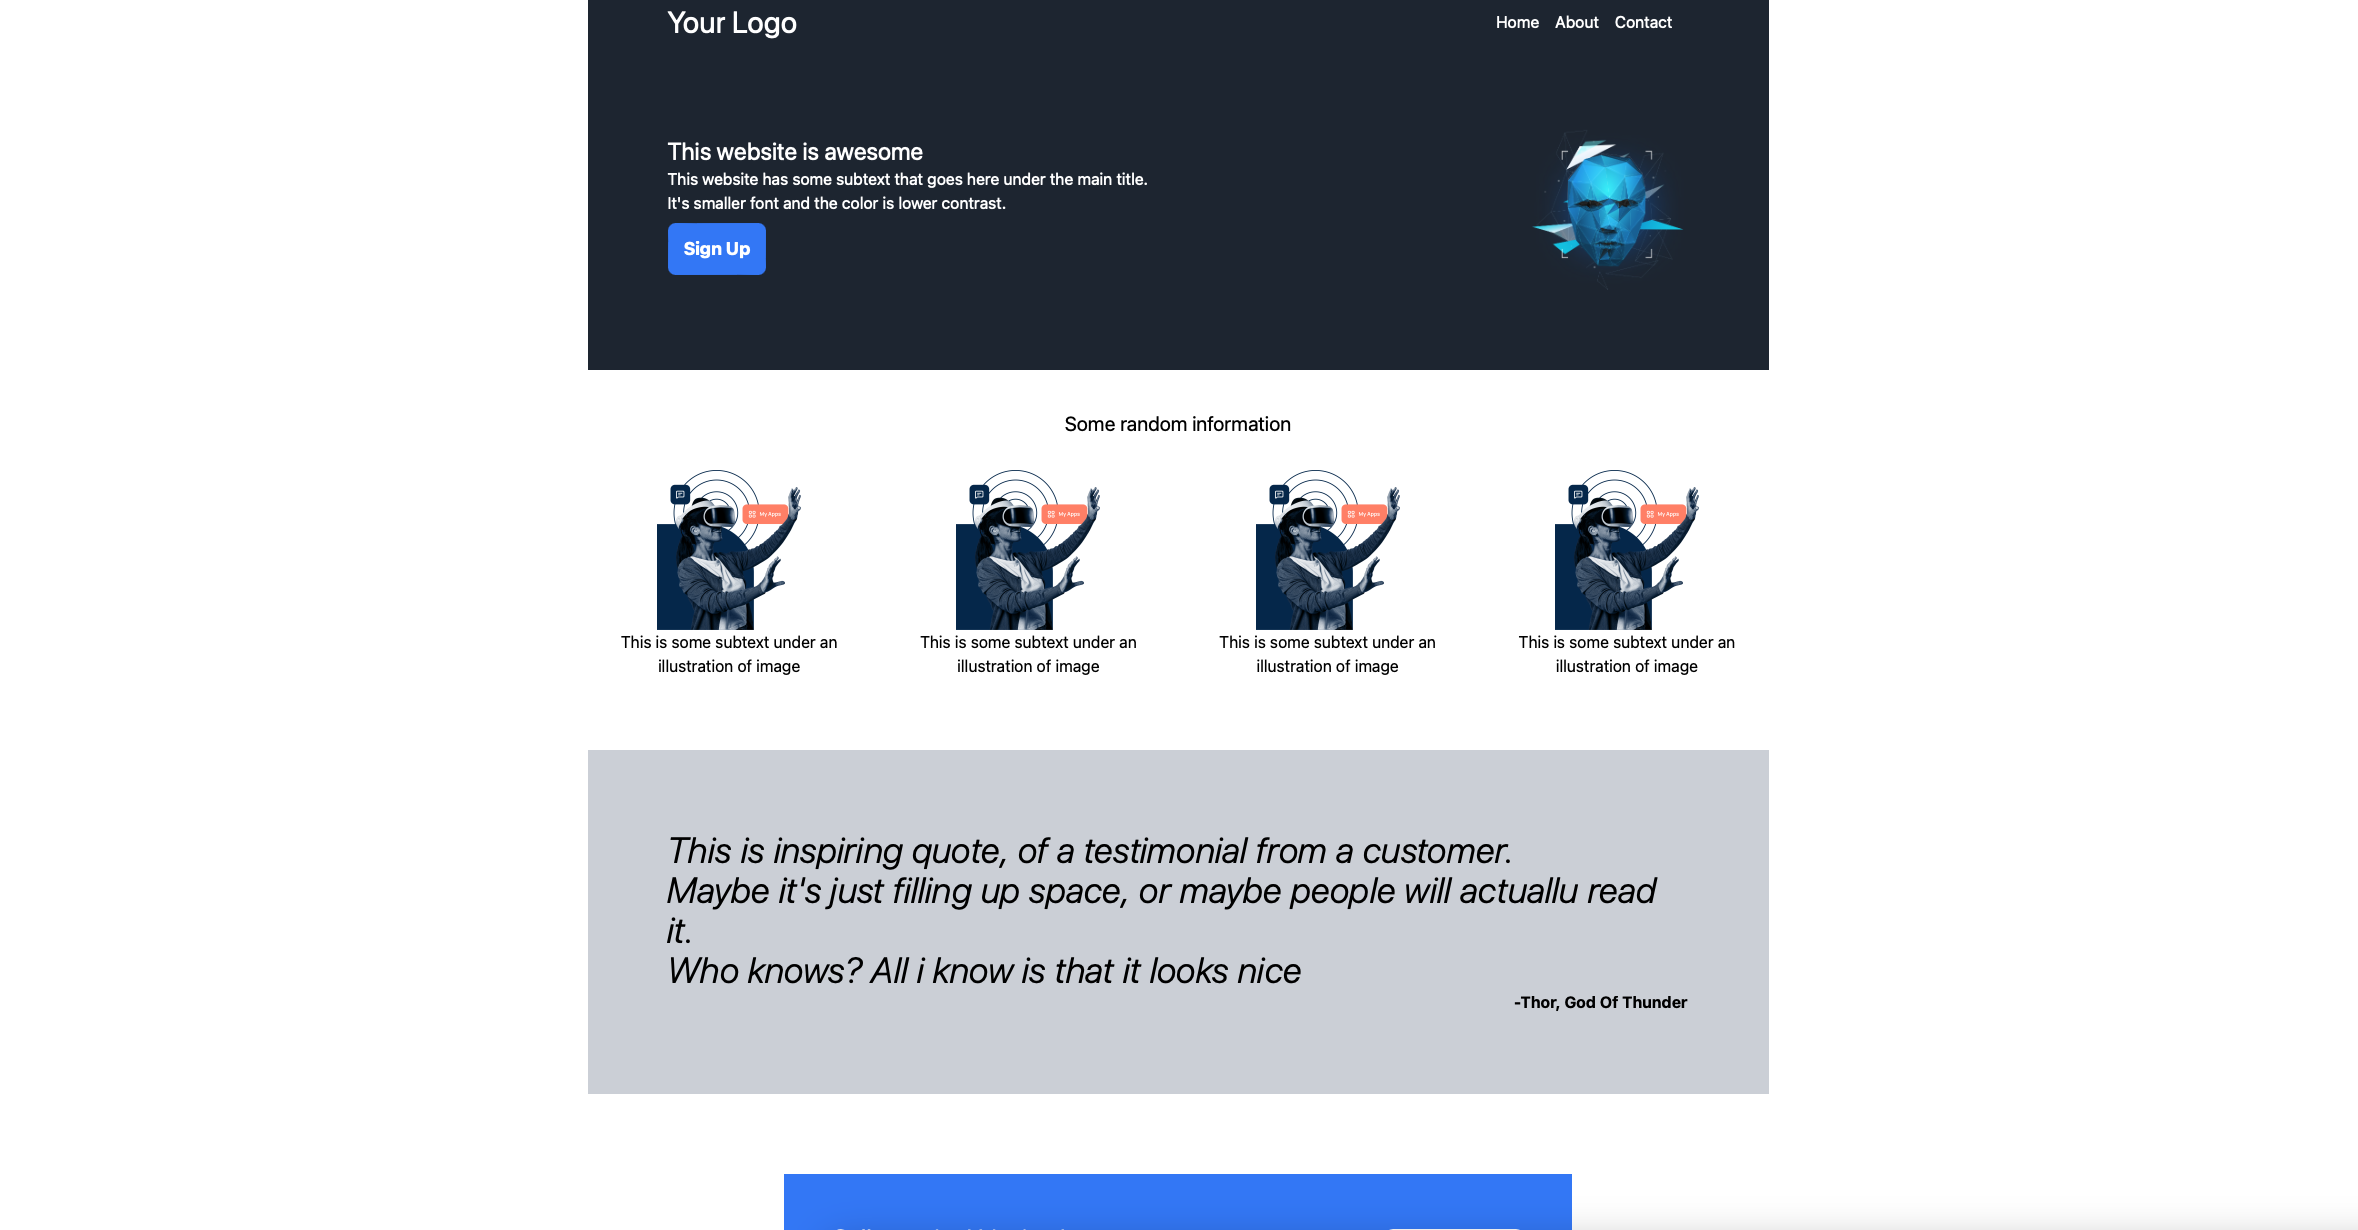 Your Logo
Home About Contact
This website is awesome
This website has some subtext that goes here under the main title.
It's smaller font and the color is lower contrast.
Sign Up
Some random information
My Apps
My Apps
My Apps
My Apps
This is some subtext under an
illustration of image
This is some subtext under an
illustration of image
This is some subtext under an
illustration of image
This is some subtext under an
illustration of image
This is inspiring quote, of a testimonial from a customer.
Maybe it's just filling up space, or maybe people will actuallu read
it.
Who knows? All i know is that it looks nice
-Thor, God Of Thunder